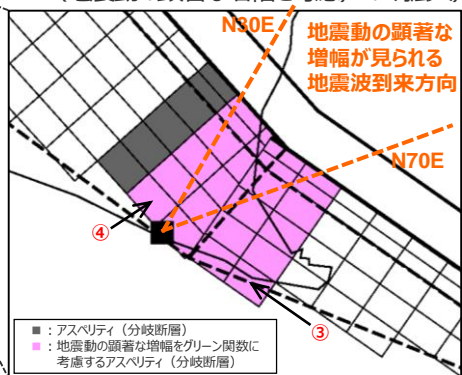 N30E
地震動の顕著な
増幅が見られる
地震波到来方向
N70E
④
③
■：アスペリティ（分岐断層）
■：地震動の顕著な増幅をグリーン関数に
考慮するアスペリティ（分岐断層）